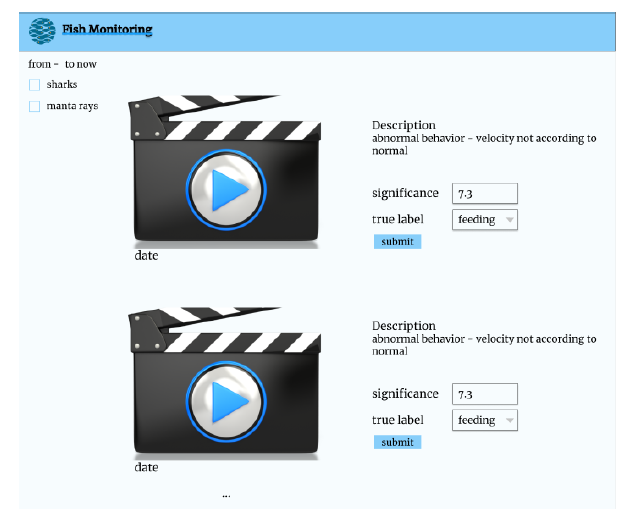 Fish Monitoring
from - to now
sharks
manta rays
Description
abnormal behavior - velocity not according to
normal
significance 7.3
true label feeding
submit
date
Description
abnormal behavior - velocity not according to
normal
significance 7.3
true label feeding
submit
date
...